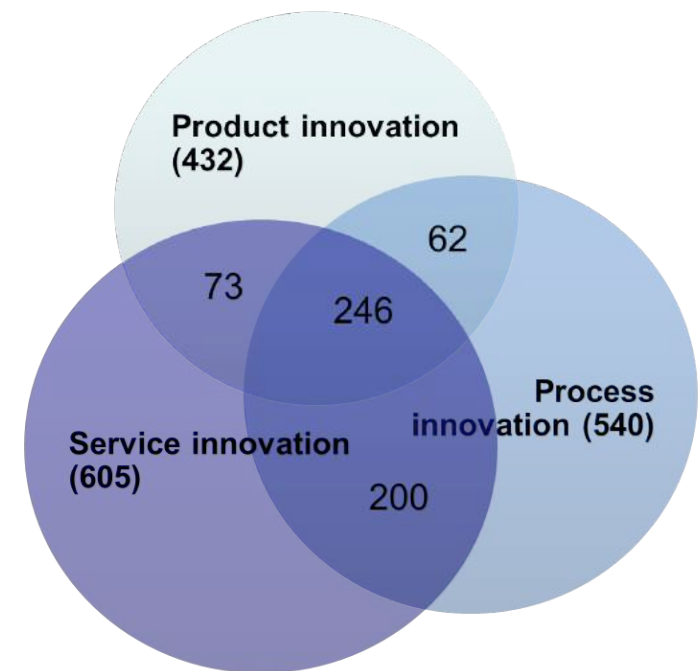 Product innovation
(432)
62
73
246
Process
innovation (540)
Service innovation
(605)
200